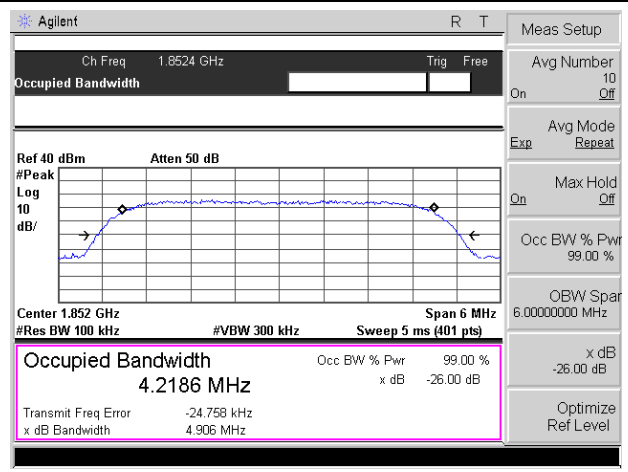 Agilent R T
Ch Freq 1.8524 GHz Trig Free
Occupied Bandwidth
Ref 40 dBm Atten 50 dB
#Peak
Log
10
dB/
Center 1.852 GHz Span 6 MHz
#Res BW 100 kHz #VBW 300 kHz Sweep 5 ms (401 pts)
Occupied Bandwidth Occ BW % Pwr 99.00 %
4.2186 MHz x dB -26.00 dB
Transmit Freq Error -24.758 kHz
x dB Bandwidth 4.906 MHz
Meas Setup
Avg Number
10
On Off
Avg Mode
Exp Repeat
Max Hold
On Off
Occ BW % Pwr
99.00 %
OBW Span
6.00000000 MHz
x dB
-26.00 dB
Optimize
Ref Level